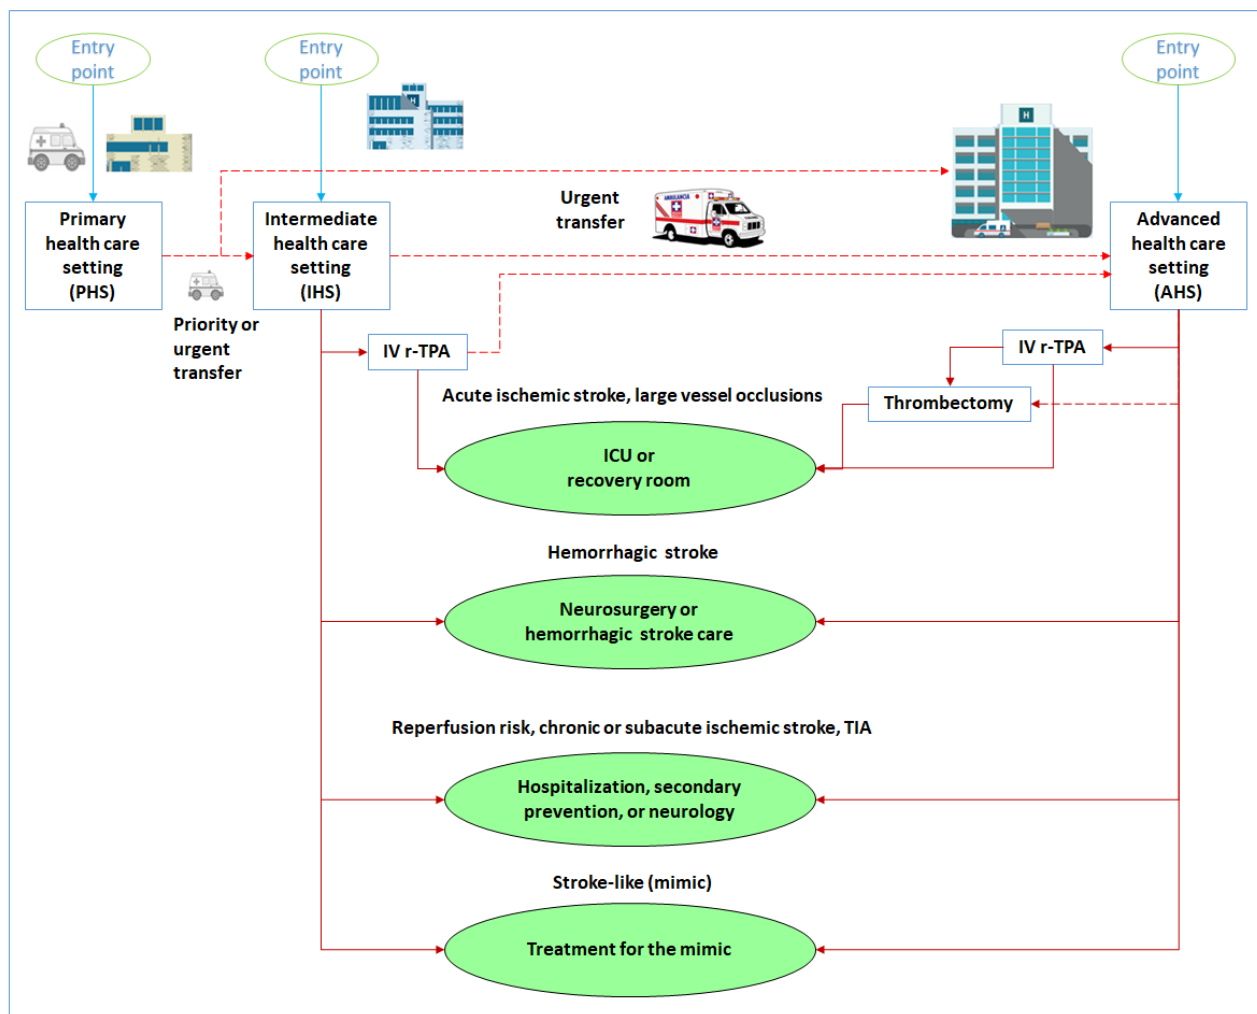 Entry
point
Entry
point
Entry
point
H
H
Primary
health care
setting
(PHS)
Intermediate
health care
setting
(IHS)
Urgent
transfer
AMBULANCIA
Advanced
health care
setting
(AHS)
Priority or
urgent
transfer
IV r-TPA
IV r-TPA
Acute ischemic stroke, large vessel occlusions
Thrombectomy
ICU or
recovery room
Hemorrhagic stroke
Neurosurgery or
hemorrhagic stroke care
Reperfusion risk, chronic or subacute ischemic stroke, TIA
Hospitalization, secondary
prevention, or neurology
Stroke-like (mimic)
Treatment for the mimic